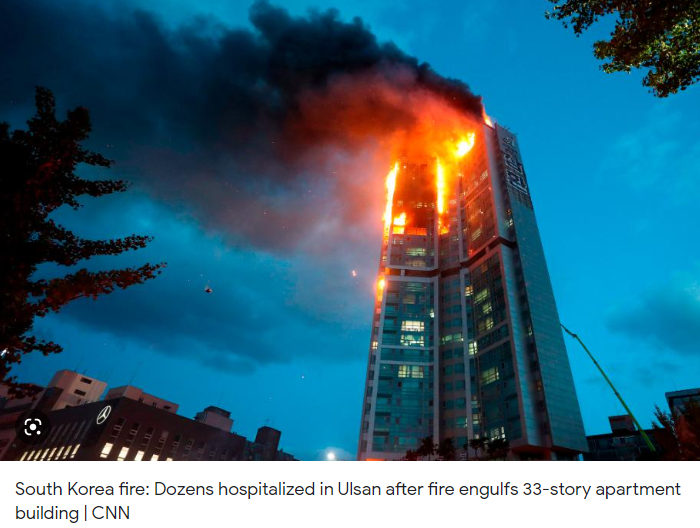 South Korea fire: Dozens hospitalized in Ulsan after fire engulfs 33-story apartment
building | CNN